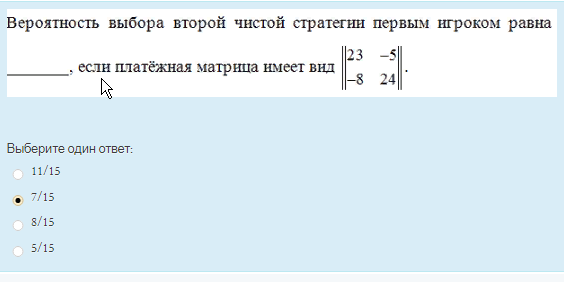 Вероятность выбора второй чистой стратегии первым игроком равна
________, если платёжная матрица имеет вид ‖23 –5‖.
‖–8 24‖
Выберите один ответ:
11/15
7/15
8/15
5/15